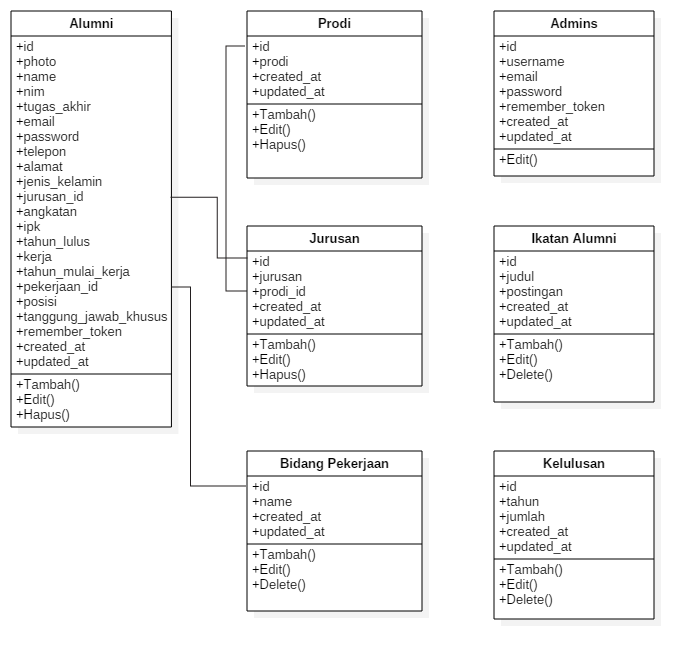 Alumni
+id
+photo
+name
+nim
+tugas_akhir
+email
+password
+telepon
+alamat
+jenis_kelamin
+jurusan_id
+angkatan
+ipk
+tahun_lulus
+kerja
+tahun_mulai_kerja
+pekerjaan_id
+posisi
+tanggung_jawab_khusus
+remember_token
+created_at
+updated_at
+Tambah()
+Edit()
+Hapus()
Prodi
+id
+prodi
+created_at
+updated_at
+Tambah()
+Edit()
+Hapus()
Admins
+id
+username
+email
+password
+remember_token
+created_at
+updated_at
+Edit()
Jurusan
+id
+jurusan
+prodi_id
+created_at
+updated_at
+Tambah()
+Edit()
+Hapus()
Ikatan Alumni
+id
+judul
+postingan
+created_at
+updated_at
+Tambah()
+Edit()
+Delete()
Bidang Pekerjaan
+id
+name
+created_at
+updated_at
+Tambah()
+Edit()
+Delete()
Kelulusan
+id
+tahun
+jumlah
+created_at
+updated_at
+Tambah()
+Edit()
+Delete()